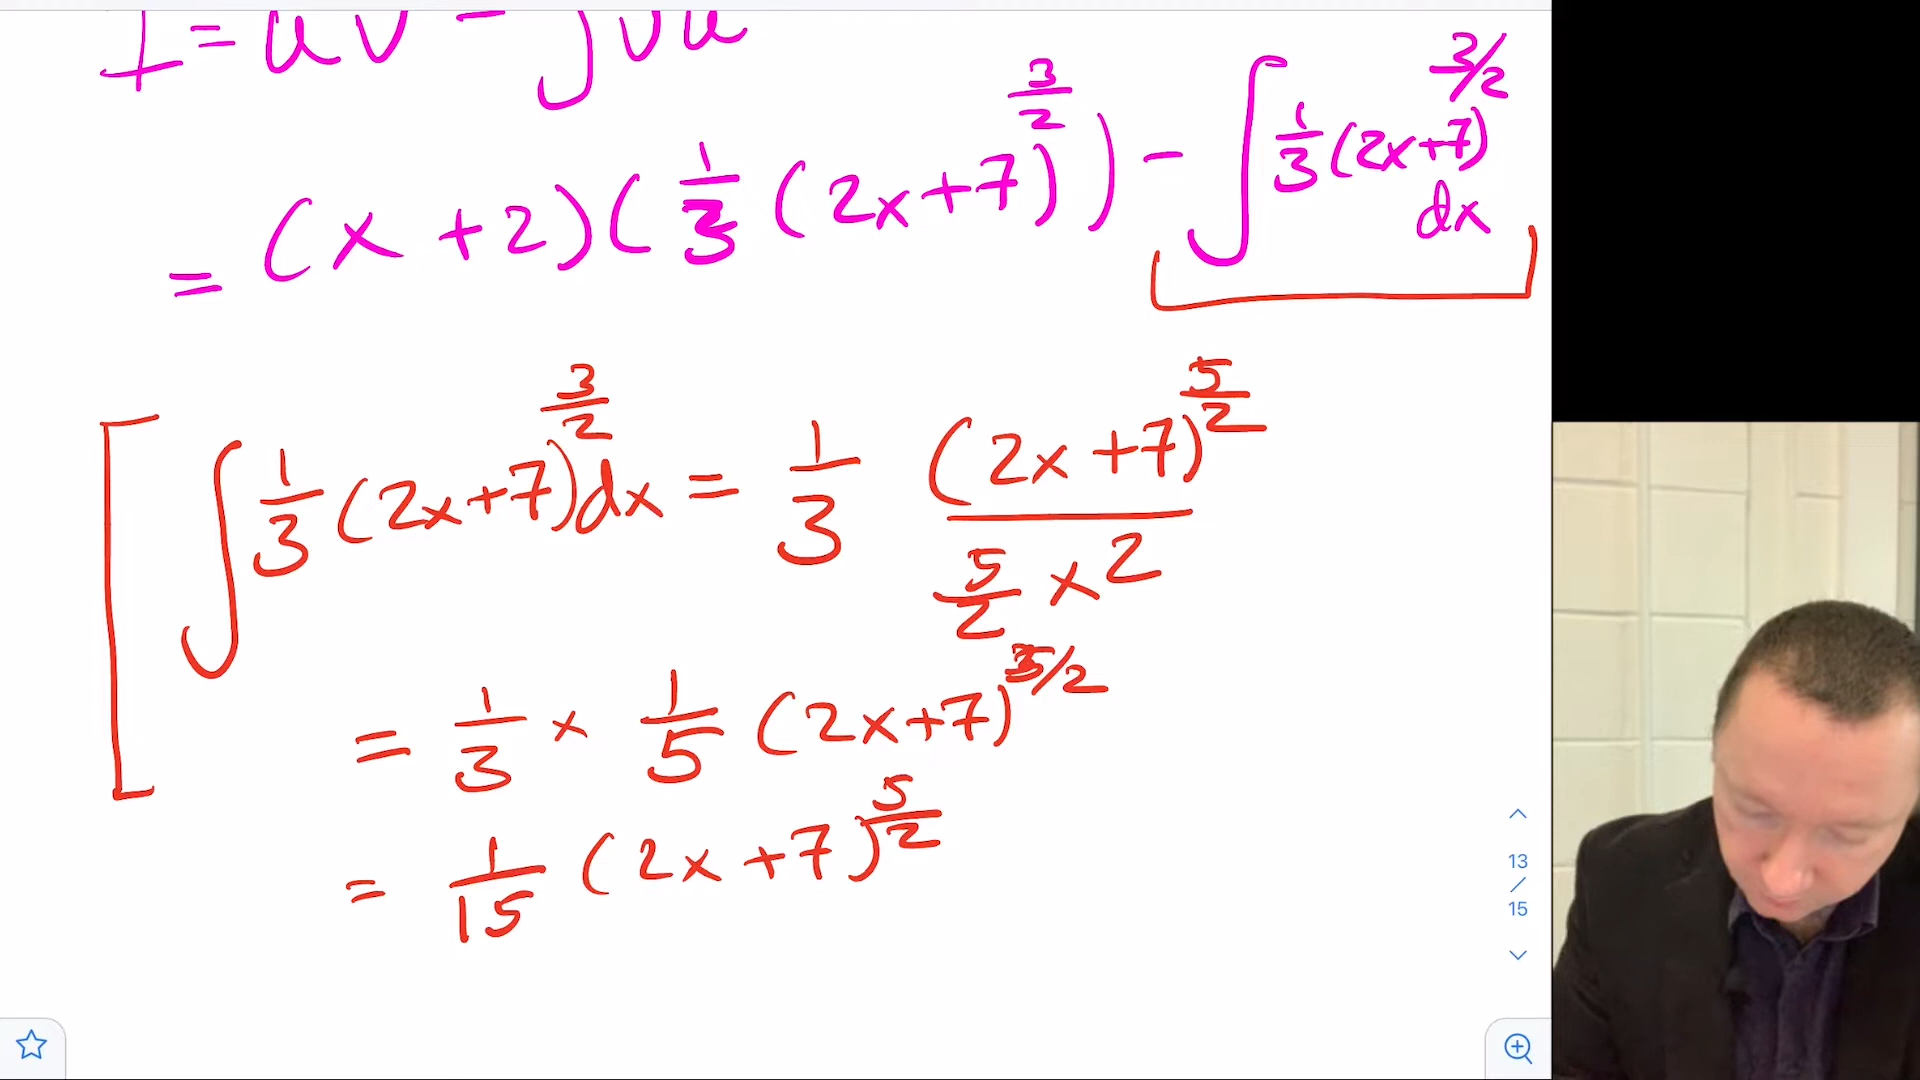 I = uv - ∫vu
= (x+2)(1/3(2x+7)^{3/2}) - ∫1/3(2x+7)^{3/2} dx
[∫1/3(2x+7)^{3/2}dx = 1/3 (2x+7)^{5/2} / (5/2 × 2)
= 1/3 × 1/5 (2x+7)^{5/2}
= 1/15 (2x+7)^{5/2}
13
/
15